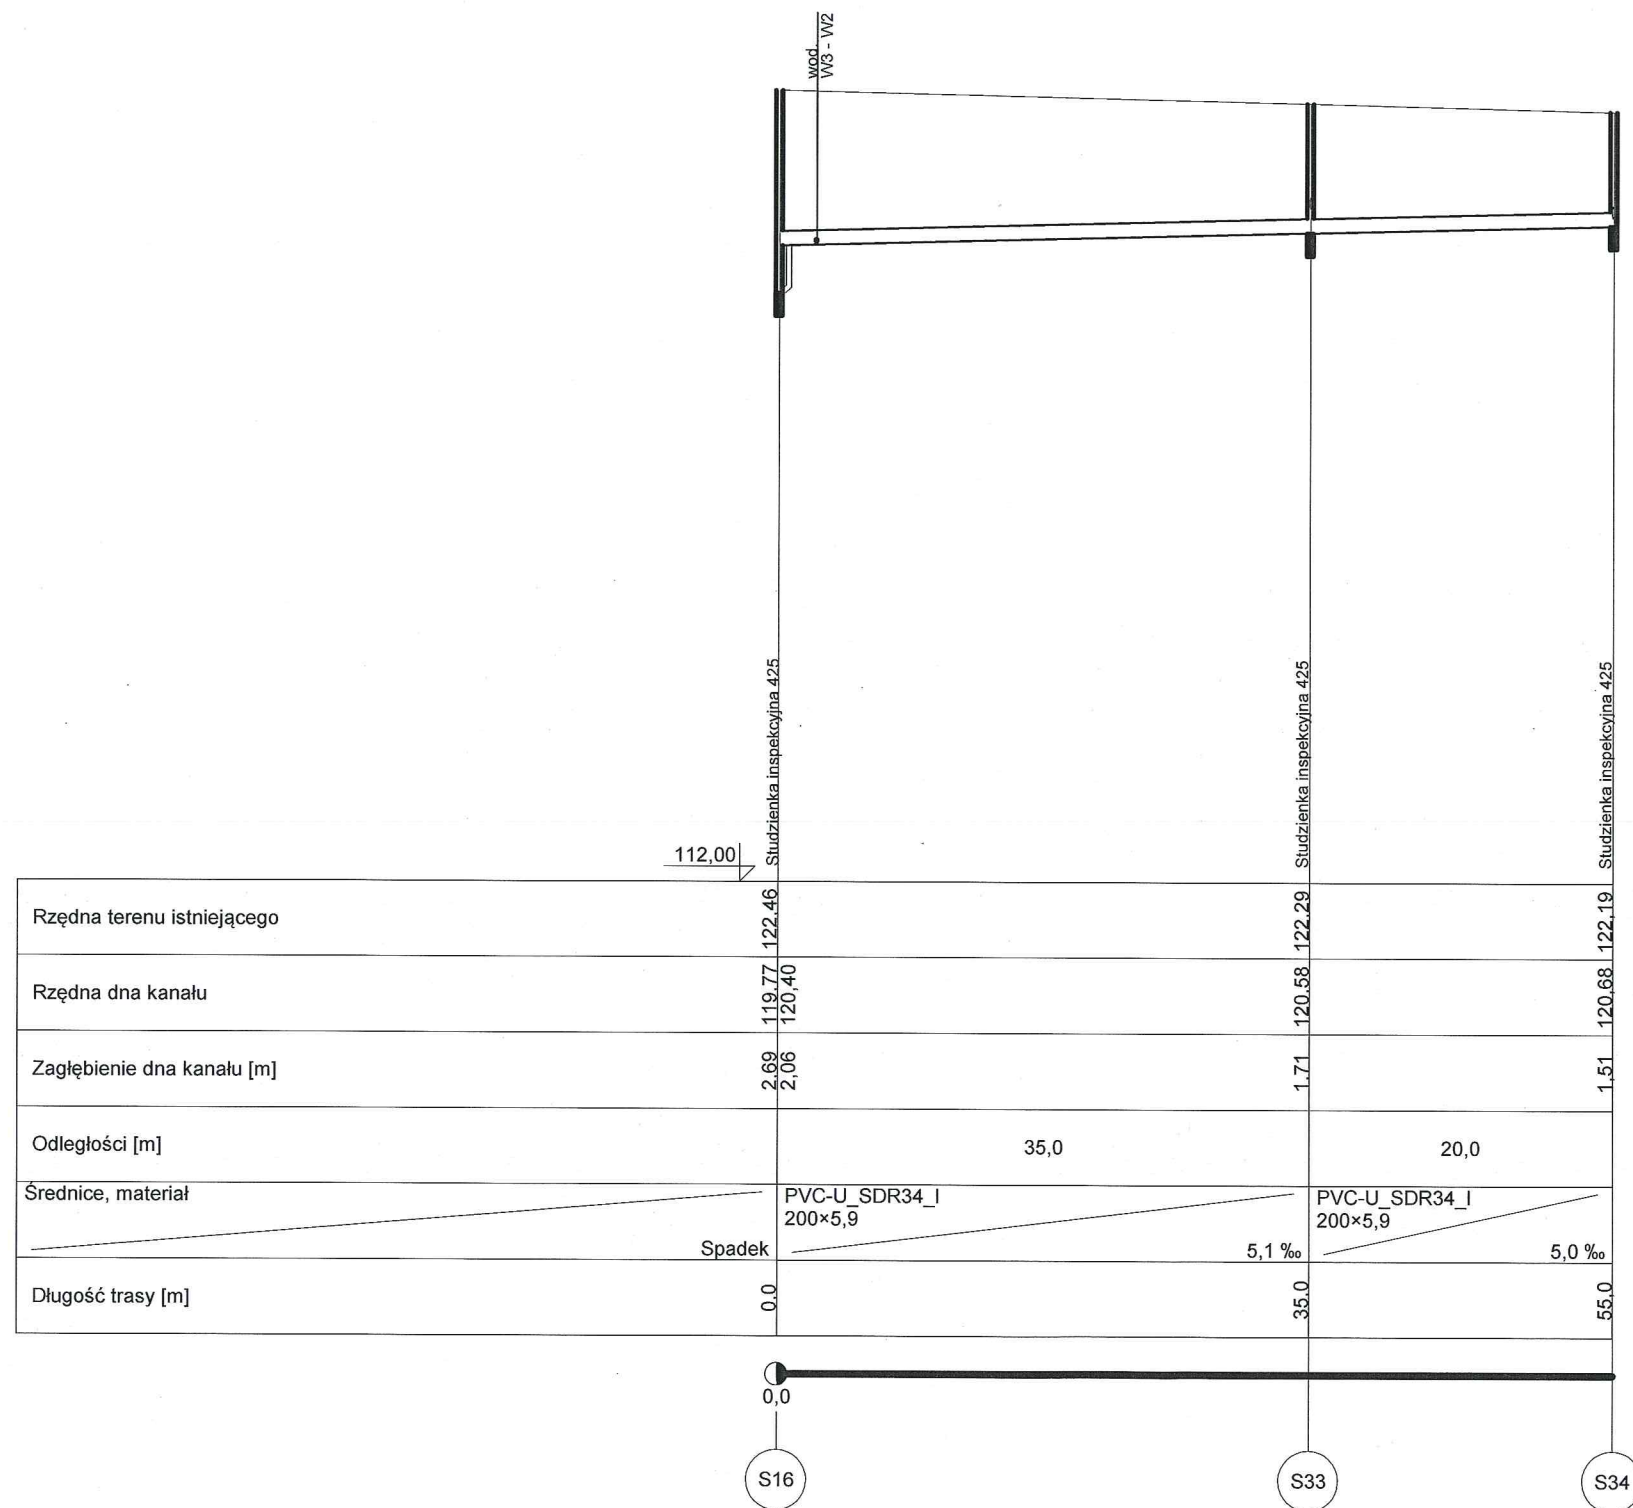 wod.
W3 - W2
Studzienka inspekcyjna 425
Studzienka inspekcyjna 425
Studzienka inspekcyjna 425
112,00
Rzędna terenu istniejącego
122,46
122,29
122,19
Rzędna dna kanału
119,77
120,40
120,58
120,68
Zagłębienie dna kanału [m]
2,69
2,06
1,71
1,51
Odległości [m]
35,0
20,0
Średnice, materiał
Spadek
PVC-U_SDR34_I
200×5,9
5,1 ‰
PVC-U_SDR34_I
200×5,9
5,0 ‰
Długość trasy [m]
0,0
35,0
55,0
0,0
S16
S33
S34